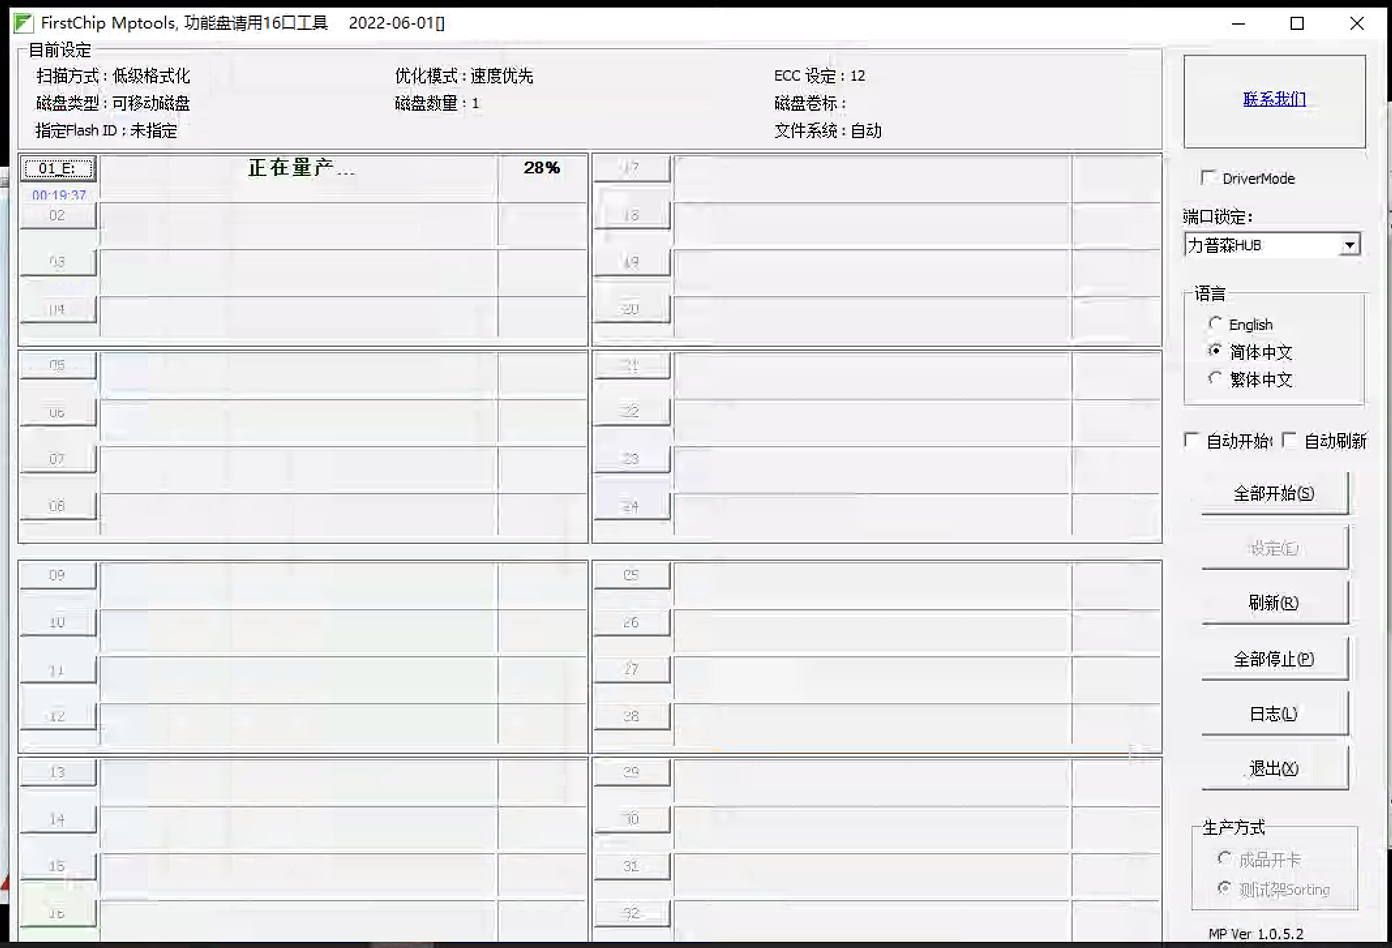 FirstChip Mptools, 功能盘请用16口工具 2022-06-01[]
目前设定
扫描方式 : 低级格式化 优化模式 : 速度优先 ECC 设定 : 12
磁盘类型 : 可移动磁盘 磁盘数量 : 1 磁盘卷标 :
指定Flash ID : 未指定 文件系统 : 自动
联系我们
01_E: 正在量产... 28% 17
00:19:37
02 18
03 19
04 20
05 21
06 22
07 23
08 24
09 25
10 26
11 27
12 28
13 29
14 30
15 31
16 32
DriverMode
端口锁定:
力普森HUB
语言
English
简体中文
繁体中文
自动开始 自动刷新
全部开始(S)
设定(E)
刷新(R)
全部停止(P)
日志(L)
退出(X)
生产方式
成品开卡
测试架Sorting
MP Ver 1.0.5.2